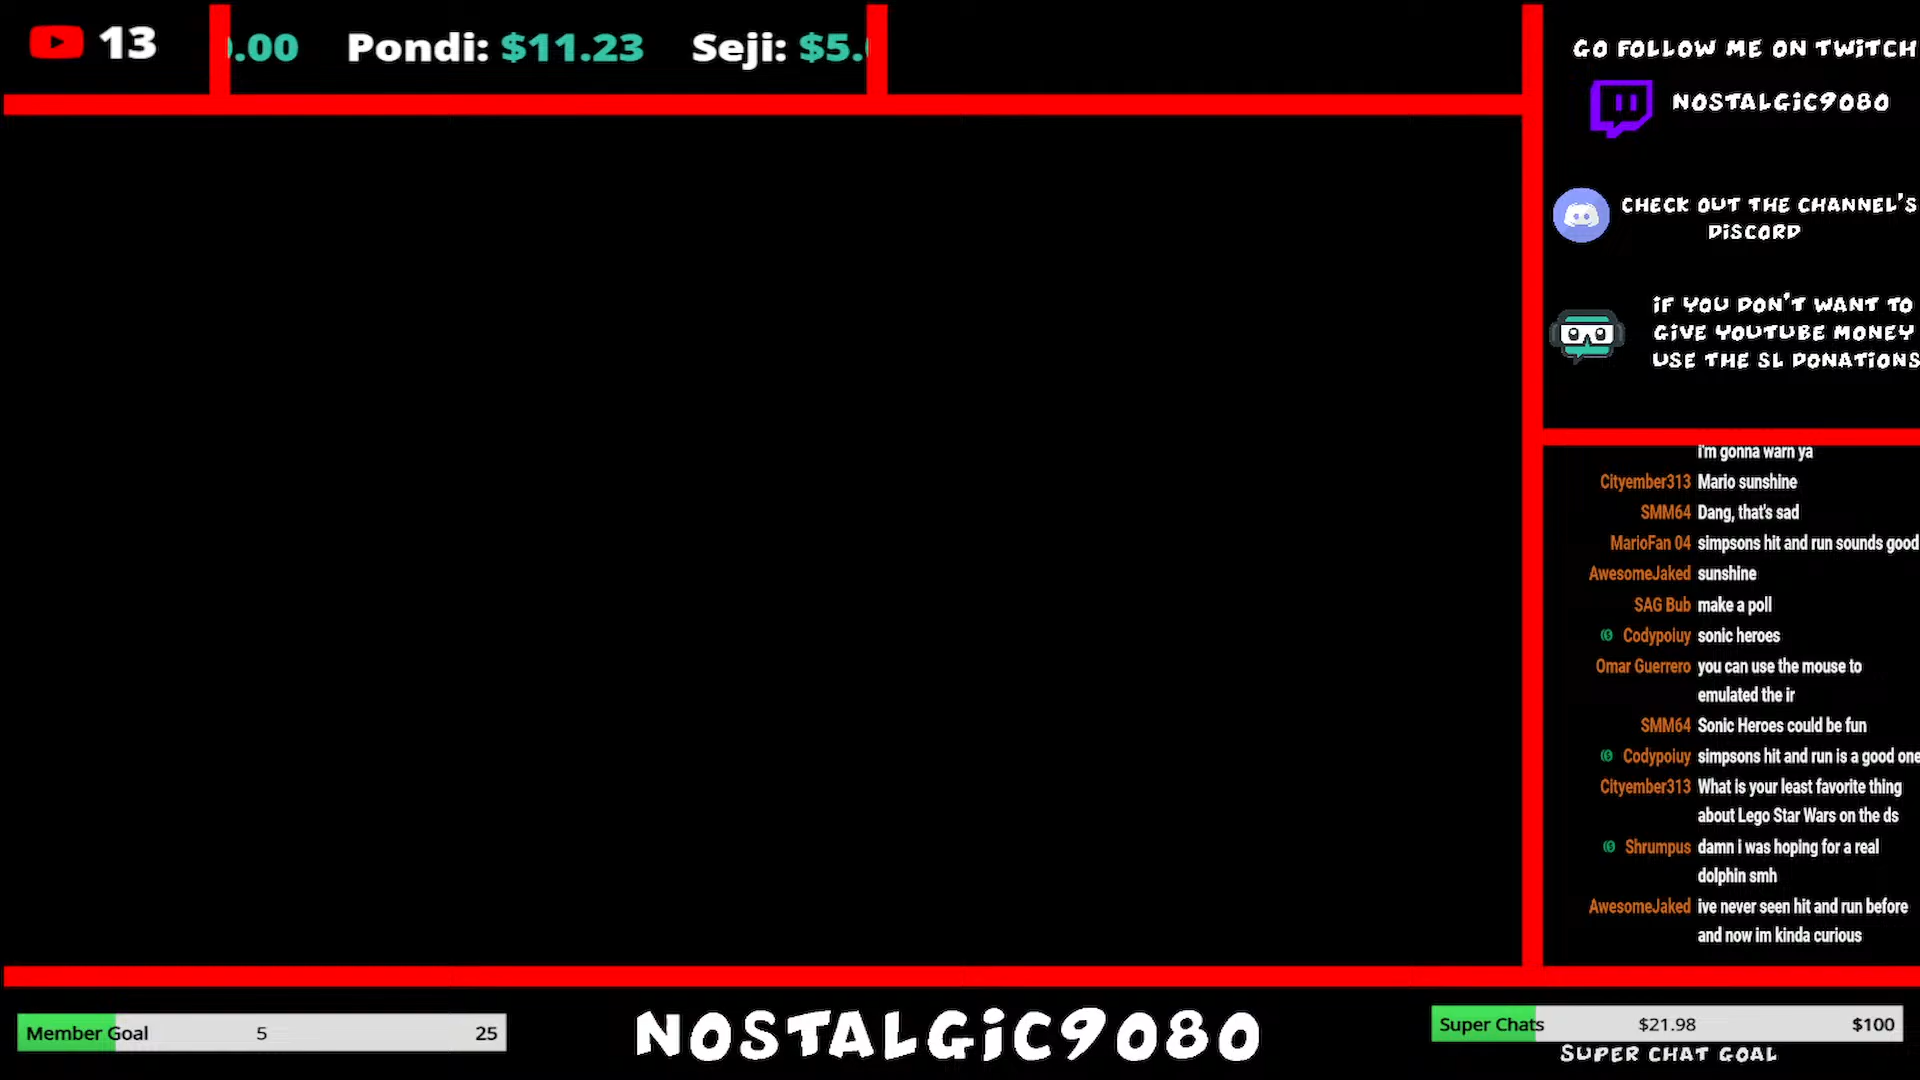 13
.00 Pondi: $11.23 Seji: $5.
GO FOLLOW ME ON TWITCH
NOSTALGIC9080
CHECK OUT THE CHANNEL'S
DISCORD
IF YOU DON'T WANT TO
GIVE YOUTUBE MONEY
USE THE SL DONATIONS
I'm gonna warn ya
Cityember313 Mario sunshine
SMM64 Dang, that's sad
MarioFan 04 simpsons hit and run sounds good
AwesomeJaked sunshine
SAG Bub make a poll
Codypoiuy sonic heroes
Omar Guerrero you can use the mouse to
emulated the ir
SMM64 Sonic Heroes could be fun
Codypoiuy simpsons hit and run is a good one
Cityember313 What is your least favorite thing
about Lego Star Wars on the ds
Shrumpus damn i was hoping for a real
dolphin smh
AwesomeJaked ive never seen hit and run before
and now im kinda curious
Member Goal 5 25
NOSTALGIC9080
Super Chats $21.98 $100
SUPER CHAT GOAL